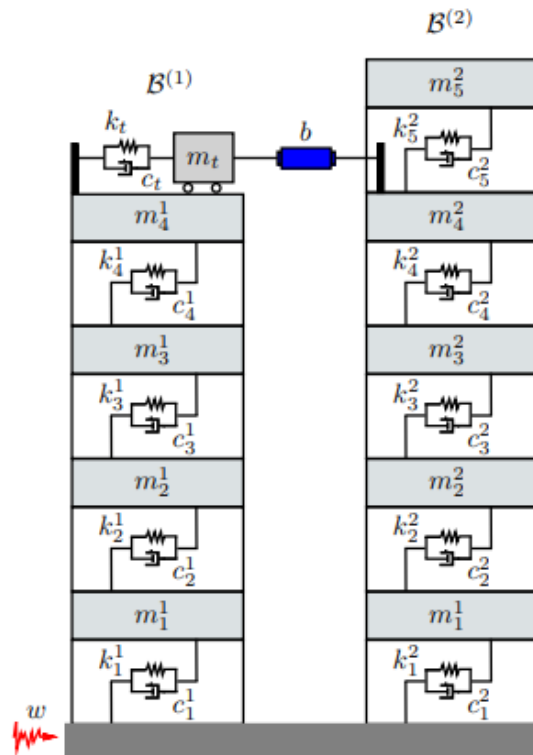 B^(2)
B^(1)
m_5^2
k_t
b
k_5^2
m_t
c_t
c_5^2
m_4^1
m_4^2
k_4^1
k_4^2
c_4^1
c_4^2
m_3^1
m_3^2
k_3^1
k_3^2
c_3^1
c_3^2
m_2^1
m_2^2
k_2^1
k_2^2
c_2^1
c_2^2
m_1^1
m_1^1
k_1^1
k_1^2
c_1^1
c_1^2
w